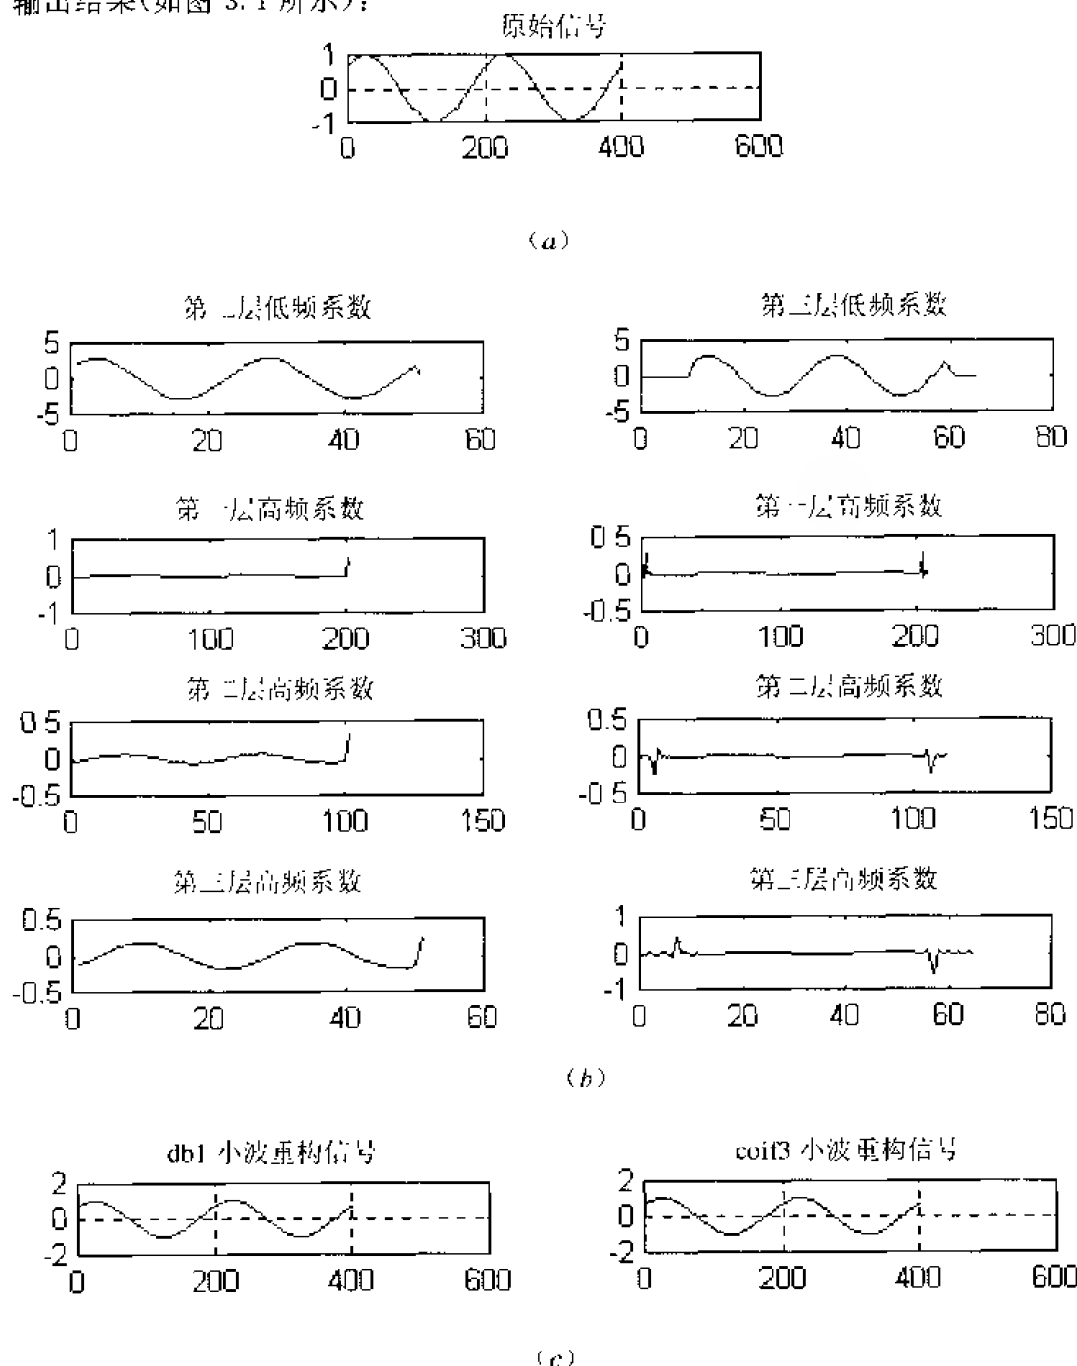 输出结果(如图 3.1 所示):
原始信号
1
0
-1
0 200 400 600
(a)
第三层低频系数 第三层低频系数
5 5
0 0
-5 -5
0 20 40 60 0 20 40 60 80
第一层高频系数 第一层高频系数
1 0.5
0 0
-1 -0.5
0 100 200 300 0 100 200 300
第二层高频系数 第二层高频系数
0.5 0.5
0 0
-0.5 -0.5
0 50 100 150 0 50 100 150
第三层高频系数 第三层高频系数
0.5 1
0 0
-0.5 -1
0 20 40 60 0 20 40 60 80
(b)
db1 小波重构信号 coif3 小波重构信号
2 2
0 0
-2 -2
0 200 400 600 0 200 400 600
(c)